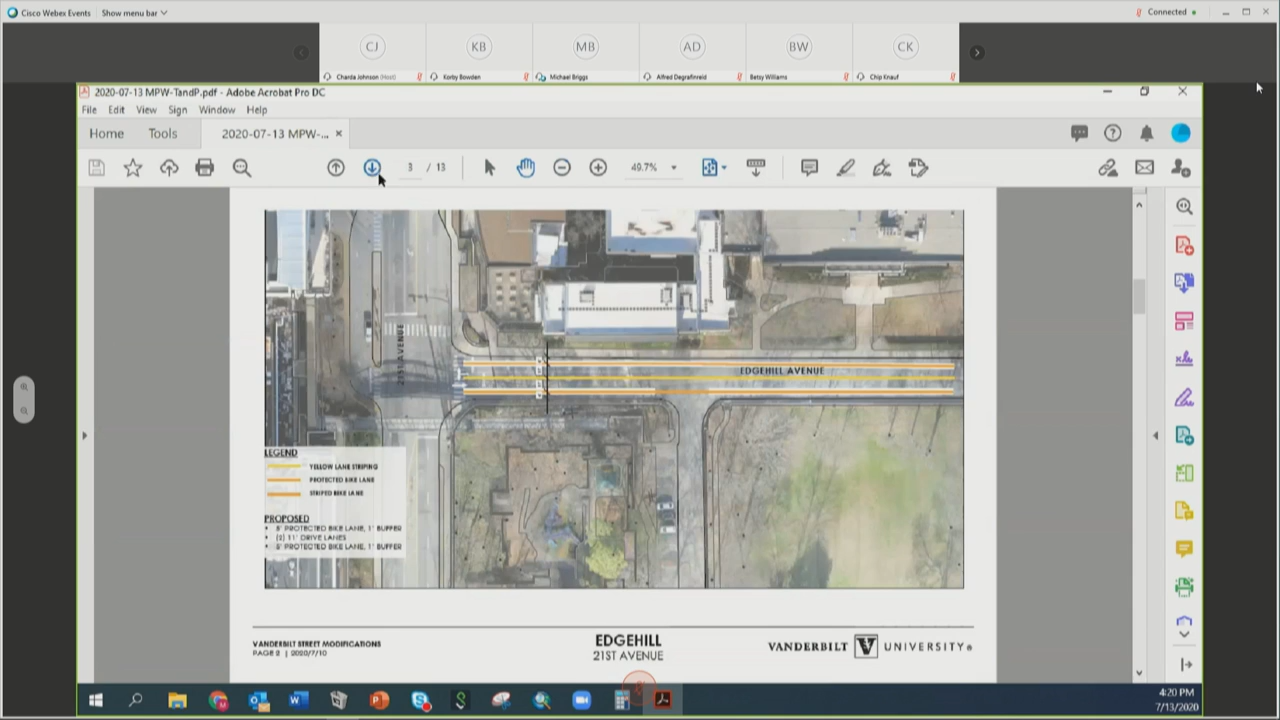 Cisco Webex Events Show menu bar Connected
CJ KB MB AD BW CK
Charda Johnson (Host) Korby Bowden Michael Briggs Alfred Degrafinreid Betsy Williams Chip Knauf
2020-07-13 MPW-TandP.pdf - Adobe Acrobat Pro DC
File Edit View Sign Window Help
Home Tools 2020-07-13 MPW-... ×
3 / 13 49.7%
21ST AVENUE
EDGEHILL AVENUE
LEGEND
YELLOW LANE STRIPING
PROTECTED BIKE LANE
STRIPED BIKE LANE
PROPOSED
• 5' PROTECTED BIKE LANE, 1' BUFFER
• (2) 11' DRIVE LANES
• 5' PROTECTED BIKE LANE, 1' BUFFER
VANDERBILT STREET MODIFICATIONS
PAGE 2 | 2020/7/10
EDGEHILL
21ST AVENUE
VANDERBILT V UNIVERSITY®
4:20 PM
7/13/2020